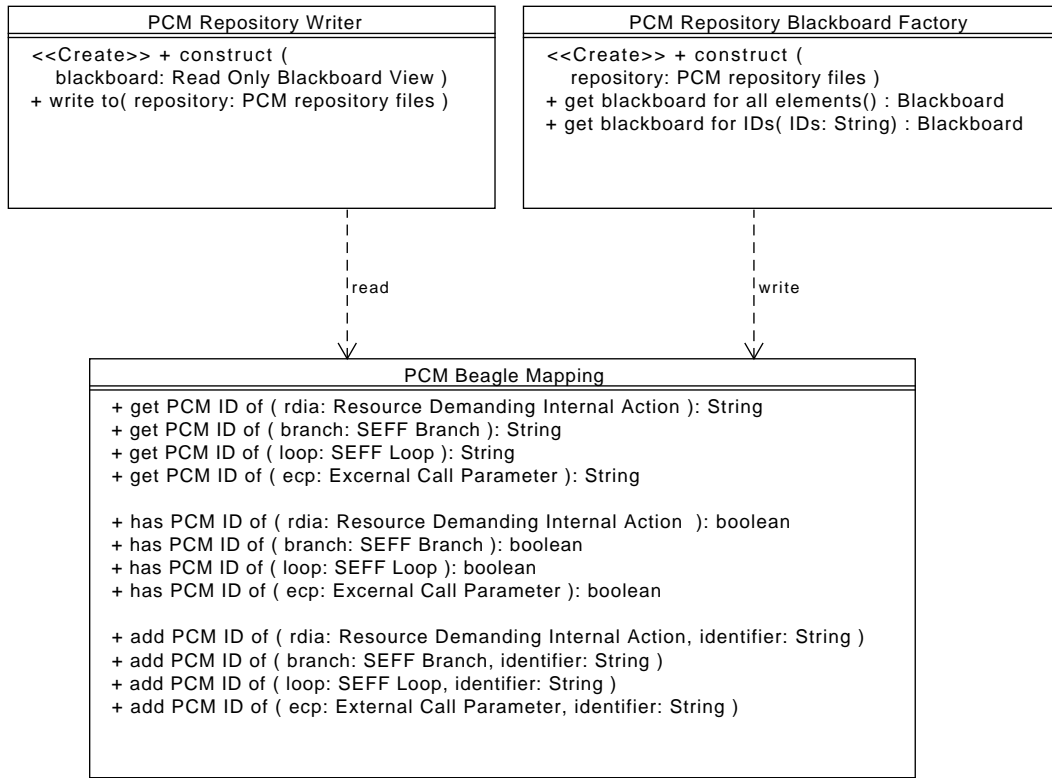 PCM Repository Writer
<<Create>> + construct (
blackboard: Read Only Blackboard View )
+ write to( repository: PCM repository files )
PCM Repository Blackboard Factory
<<Create>> + construct (
repository: PCM repository files )
+ get blackboard for all elements() : Blackboard
+ get blackboard for IDs( IDs: String) : Blackboard
read
write
PCM Beagle Mapping
+ get PCM ID of ( rdia: Resource Demanding Internal Action ): String
+ get PCM ID of ( branch: SEFF Branch ): String
+ get PCM ID of ( loop: SEFF Loop ): String
+ get PCM ID of ( ecp: Excernal Call Parameter ): String
+ has PCM ID of ( rdia: Resource Demanding Internal Action  ): boolean
+ has PCM ID of ( branch: SEFF Branch ): boolean
+ has PCM ID of ( loop: SEFF Loop ): boolean
+ has PCM ID of ( ecp: Excernal Call Parameter ): boolean
+ add PCM ID of ( rdia: Resource Demanding Internal Action, identifier: String )
+ add PCM ID of ( branch: SEFF Branch, identifier: String )
+ add PCM ID of ( loop: SEFF Loop, identifier: String )
+ add PCM ID of ( ecp: External Call Parameter, identifier: String )